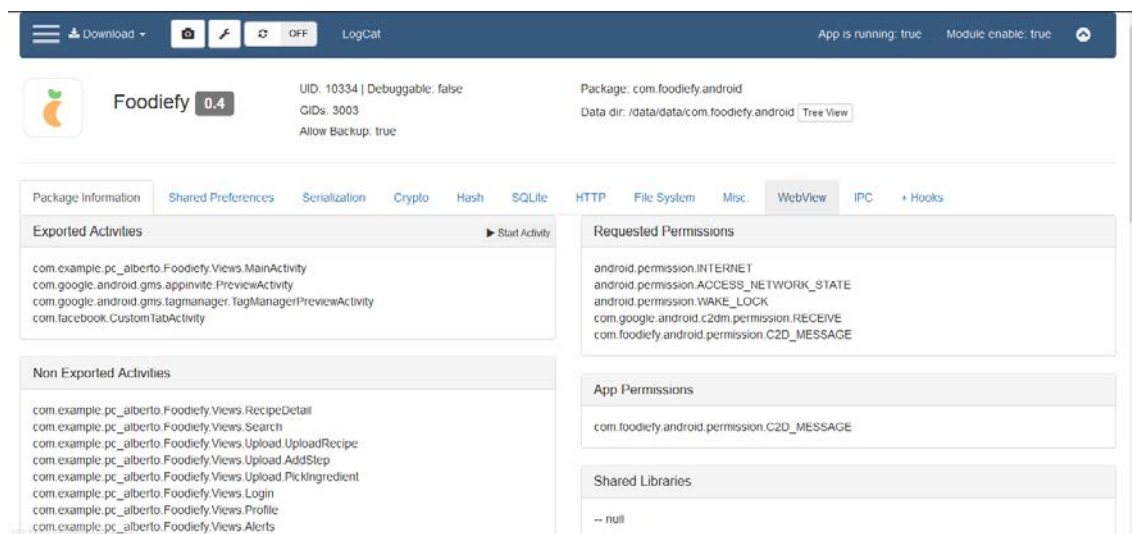 Download
OFF
LogCat
App is running: true
Module enable: true
Foodiefy 0.4
UID: 10334 | Debuggable: false
GIDs: 3003
Allow Backup: true
Package: com.foodiefy.android
Data dir: /data/data/com.foodiefy.android Tree View
Package Information
Shared Preferences
Serialization
Crypto
Hash
SQLite
HTTP
File System
Misc.
WebView
IPC
+ Hooks
Exported Activities
Start Activity
com.example.pc_alberto.Foodiefy.Views.MainActivity
com.google.android.gms.appinvite.PreviewActivity
com.google.android.gms.tagmanager.TagManagerPreviewActivity
com.facebook.CustomTabActivity
Non Exported Activities
com.example.pc_alberto.Foodiefy.Views.RecipeDetail
com.example.pc_alberto.Foodiefy.Views.Search
com.example.pc_alberto.Foodiefy.Views.Upload.UploadRecipe
com.example.pc_alberto.Foodiefy.Views.Upload.AddStep
com.example.pc_alberto.Foodiefy.Views.Upload.PickIngredient
com.example.pc_alberto.Foodiefy.Views.Login
com.example.pc_alberto.Foodiefy.Views.Profile
com.example.pc_alberto.Foodiefy.Views.Alerts
Requested Permissions
android.permission.INTERNET
android.permission.ACCESS_NETWORK_STATE
android.permission.WAKE_LOCK
com.google.android.c2dm.permission.RECEIVE
com.foodiefy.android.permission.C2D_MESSAGE
App Permissions
com.foodiefy.android.permission.C2D_MESSAGE
Shared Libraries
-- null